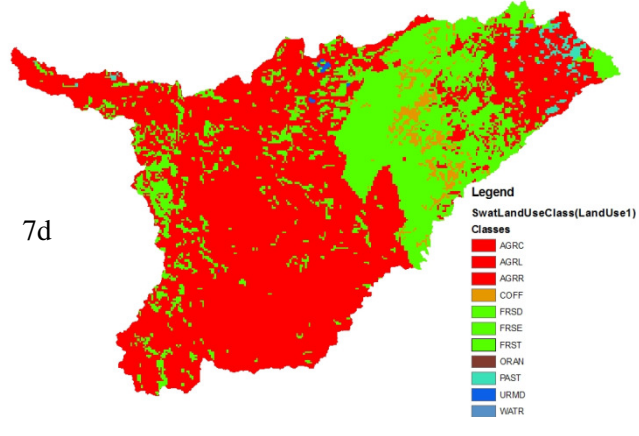 7d
Legend
SwatLandUseClass(LandUse1)
Classes
AGRC
AGRL
AGRR
COFF
FRSD
FRSE
FRST
ORAN
PAST
URMD
WATR